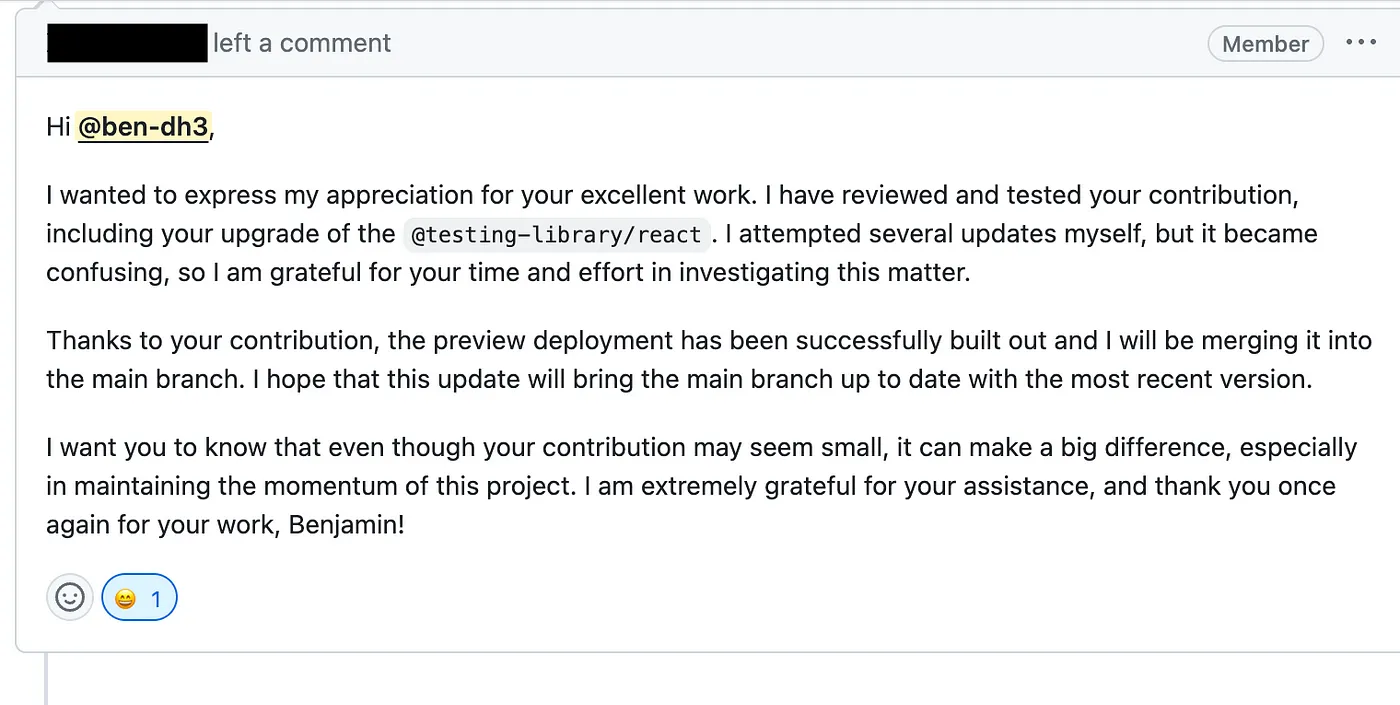 left a comment
Member
Hi @ben-dh3,
I wanted to express my appreciation for your excellent work. I have reviewed and tested your contribution,
including your upgrade of the @testing-library/react. I attempted several updates myself, but it became
confusing, so I am grateful for your time and effort in investigating this matter.
Thanks to your contribution, the preview deployment has been successfully built out and I will be merging it into
the main branch. I hope that this update will bring the main branch up to date with the most recent version.
I want you to know that even though your contribution may seem small, it can make a big difference, especially
in maintaining the momentum of this project. I am extremely grateful for your assistance, and thank you once
again for your work, Benjamin!
😄 1